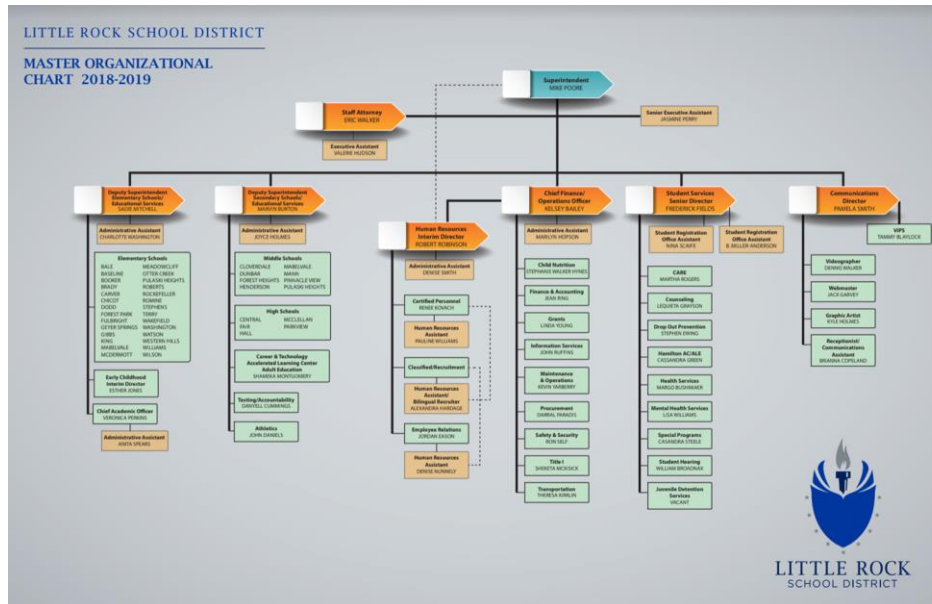 LITTLE ROCK SCHOOL DISTRICT
MASTER ORGANIZATIONAL
CHART 2018-2019
Superintendent
MIKE POORE
Staff Attorney
ERIC WALKER
Executive Assistant
VALERIE HUDSON
Senior Executive Assistant
JASMINE PERRY
Deputy Superintendent
Elementary Schools/
Educational Services
SADIE MITCHELL
Administrative Assistant
CHARLOTTE WASHINGTON
Elementary Schools
BALE
BASELINE
BOOKER
BRADY
CARVER
CHICOT
DODD
FOREST PARK
FULBRIGHT
GEYER SPRINGS
GIBBS
KING
MABELVALE
MCDERMOTT
MEADOWCLIFF
OTTER CREEK
PULASKI HEIGHTS
ROBERTS
ROCKEFELLER
ROMINE
STEPHENS
TERRY
WAKEFIELD
WASHINGTON
WATSON
WESTERN HILLS
WILLIAMS
WILSON
Early Childhood
Interim Director
ESTHER JONES
Chief Academic Officer
VERONICA PERKINS
Administrative Assistant
ANITA SPEARS
Deputy Superintendent
Secondary Schools/
Educational Services
MARVIN BURTON
Administrative Assistant
JOYCE HOLMES
Middle Schools
CLOVERDALE
DUNBAR
FOREST HEIGHTS
HENDERSON
MABELVALE
MANN
PINNACLE VIEW
PULASKI HEIGHTS
High Schools
CENTRAL
FAIR
HALL
MCCLELLAN
PARKVIEW
Career & Technology
Accelerated Learning Center
Adult Education
SHAMEKA MONTGOMERY
Testing/Accountability
DANYELL CUMMINGS
Athletics
JOHN DANIELS
Human Resources
Interim Director
ROBERT ROBINSON
Administrative Assistant
DENISE SMITH
Certified Personnel
RENEE KOVACH
Human Resources
Assistant
PAULINE WILLIAMS
Classified/Recruitment
Human Resources
Assistant/
Bilingual Recruiter
ALEXANDRA HARDAGE
Employee Relations
JORDAN EASON
Human Resources
Assistant
DENISE NUNNELY
Chief Finance/
Operations Officer
KELSEY BAILEY
Administrative Assistant
MARILYN HOPSON
Child Nutrition
STEPHANIE WALKER-HYNES
Finance & Accounting
JEAN RING
Grants
LINDA YOUNG
Information Services
JOHN RUFFINS
Maintenance
& Operations
KEVIN YARBERRY
Procurement
DARRAL PARADIS
Safety & Security
RON SELF
Title I
SHEKETA MCKISICK
Transportation
Student Services
Senior Director
FREDERICK FIELDS
Student Registration
Office Assistant
NINA SCAIFE
Student Registration
Office Assistant
B. MILLER ANDERSON
CARE
MARTHA ROGERS
Counseling
LEQUIETA GRAYSON
Drop-Out Prevention
STEPHEN EWING
Hamilton AC/ALE
CASSANDRA GREEN
Health Services
MARGO BUSHMAIER
Mental Health Services
LISA WILLIAMS
Special Programs
CASANDRA STEELE
Student Hearing
WILLIAM BROADNAX
Juvenile Detention
Services
VACANT
Communications
Director
PAMELA SMITH
ViPS
TAMMY BLAYLOCK
Videographer
DENNIS WALKER
Webmaster
JACK GARVEY
Graphic Artist
KYLE HOLMES
Receptionist/
Communications
Assistant
BRIANNA COPELAND
LITTLE ROCK
SCHOOL DISTRICT